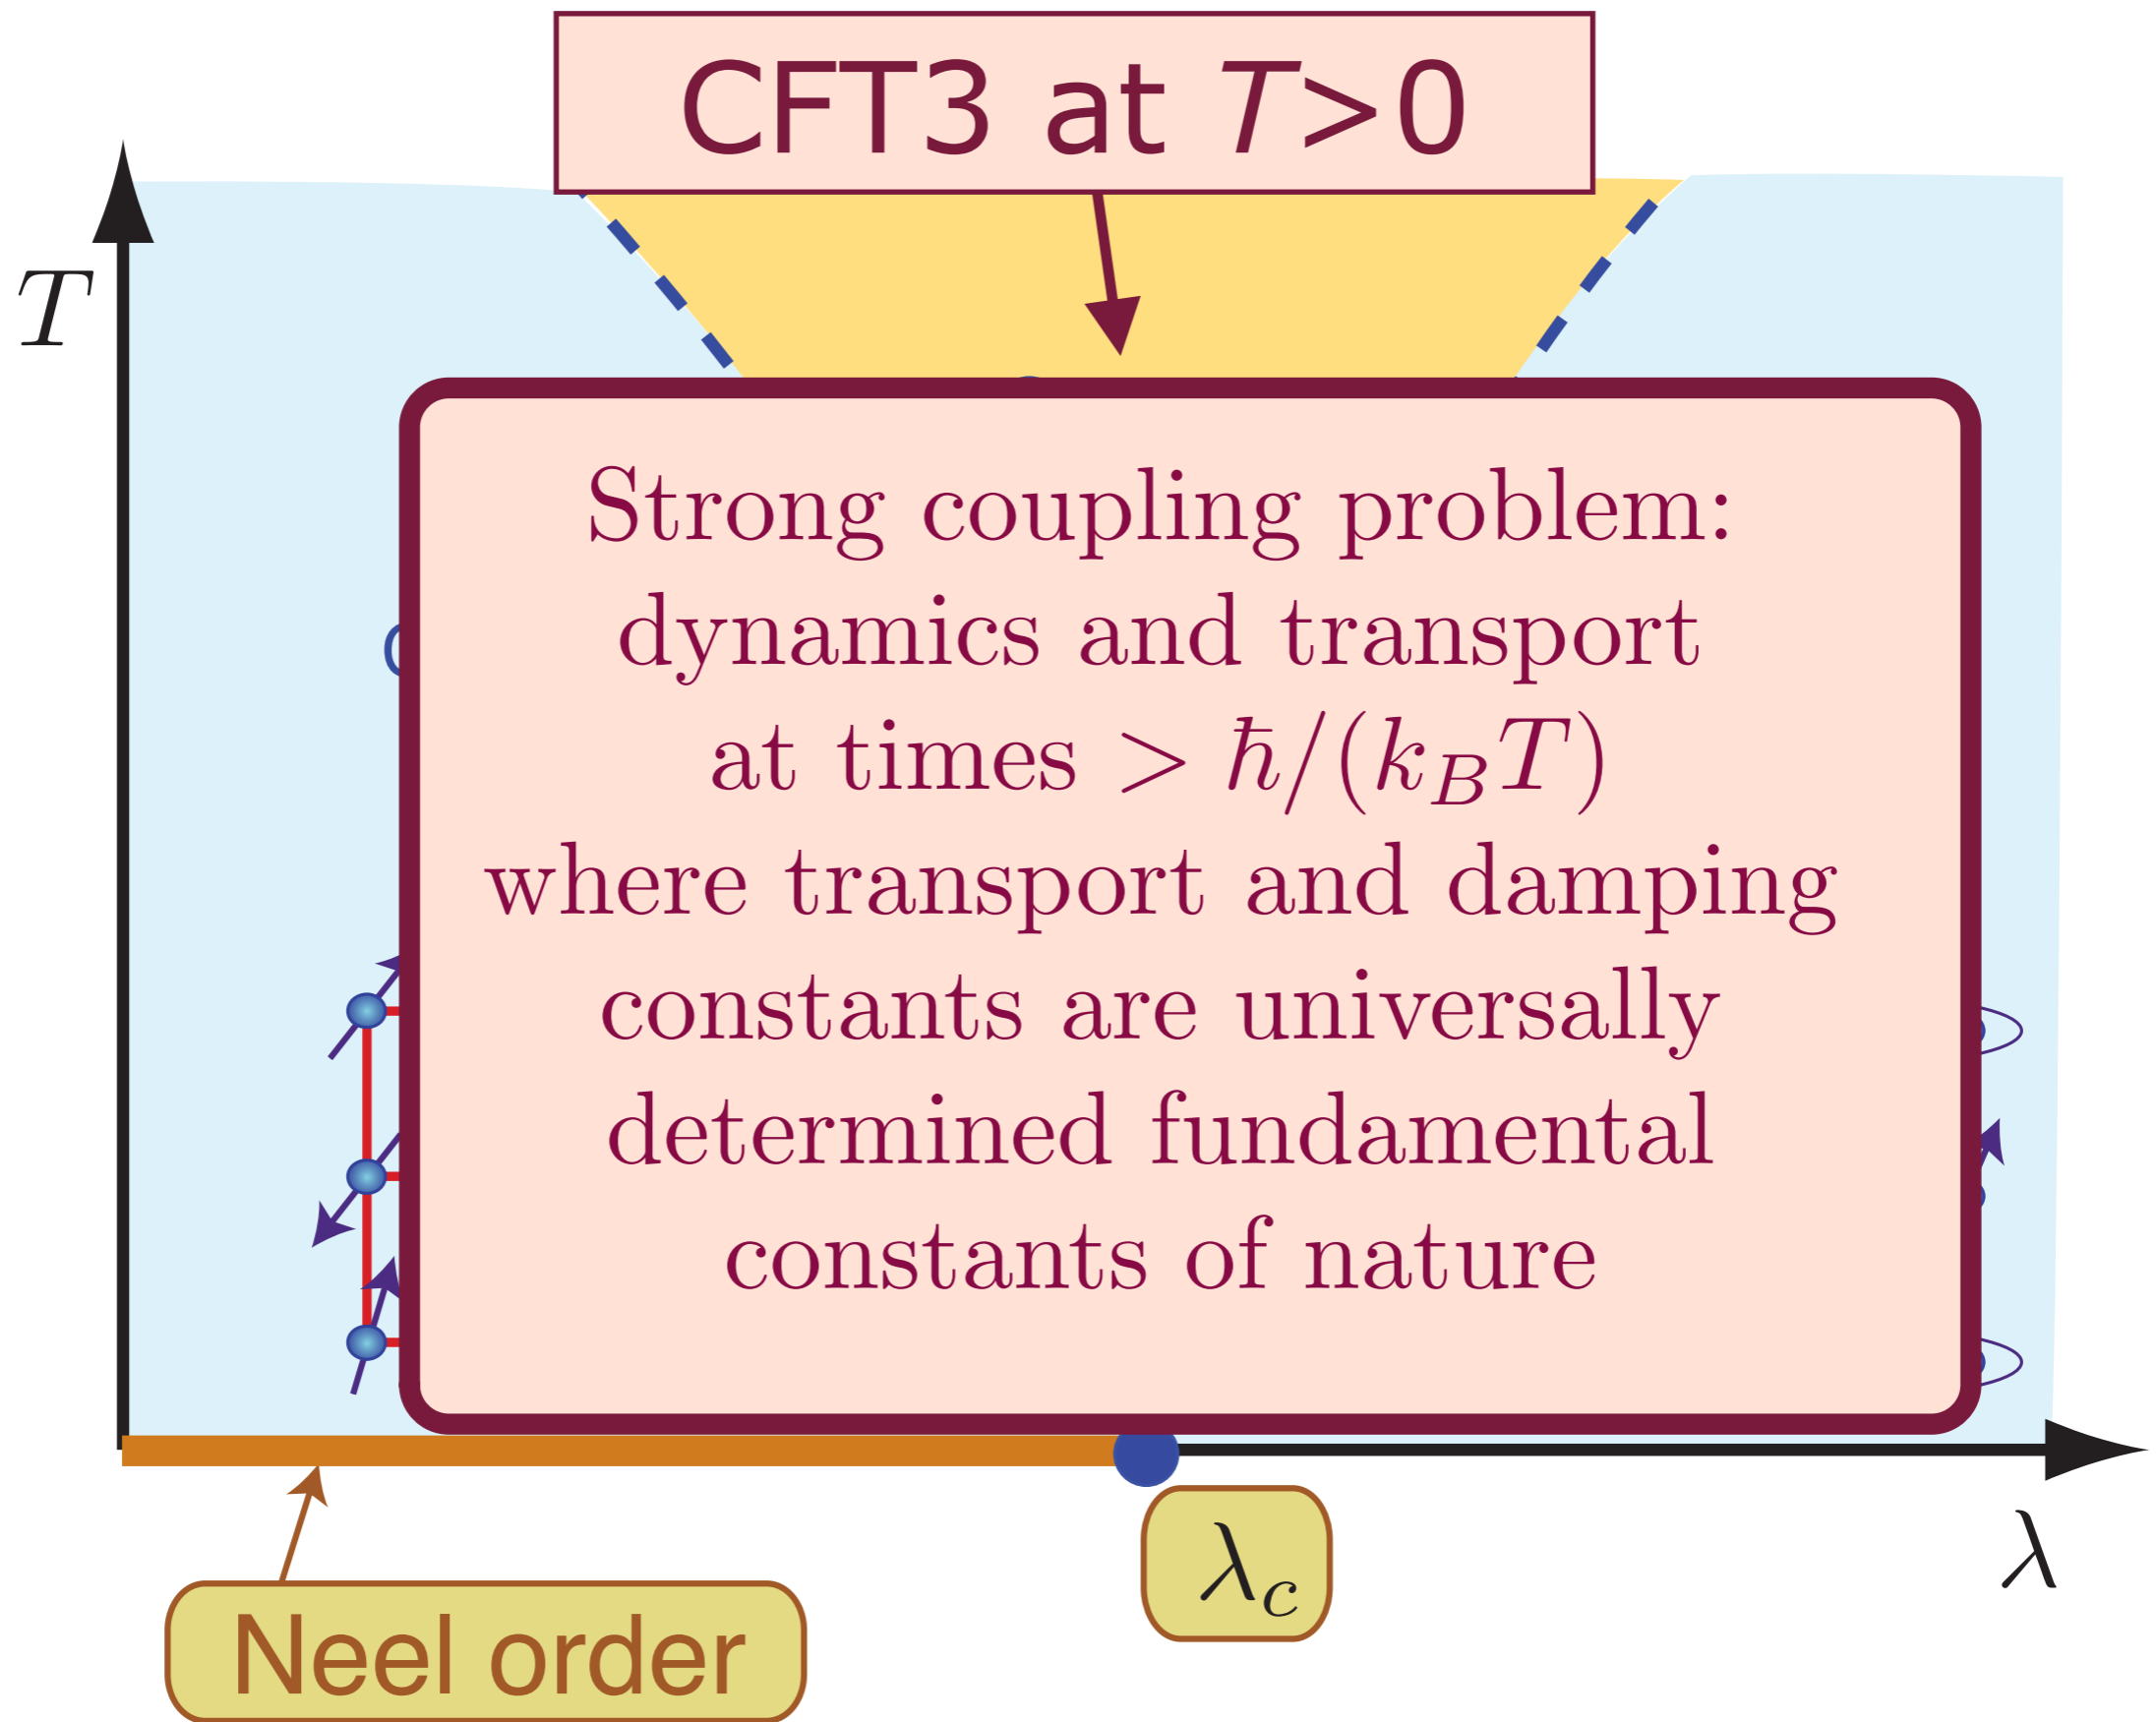 CFT3 at T>0
T
Strong coupling problem:
dynamics and transport
at times > ℏ/(k_BT)
where transport and damping
constants are universally
determined fundamental
constants of nature
λ_c
λ
Neel order